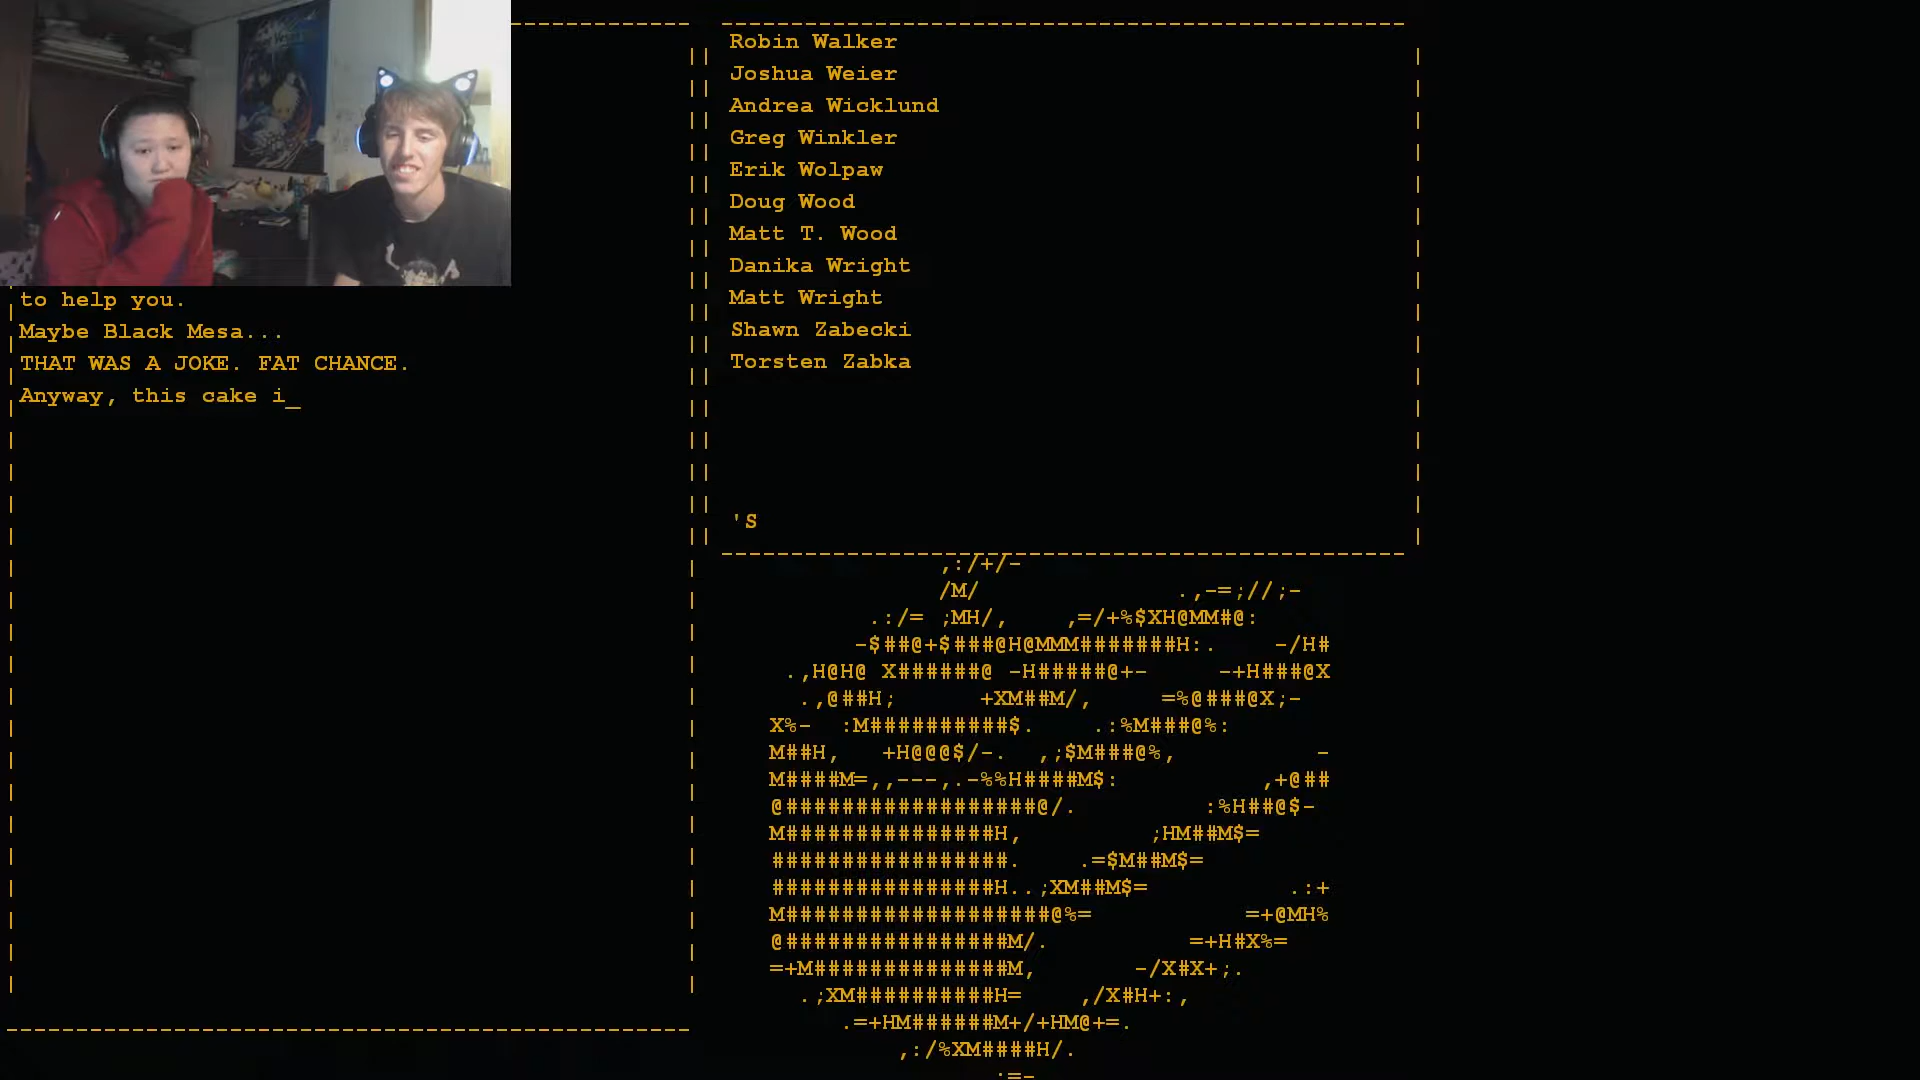 to help you.
Maybe Black Mesa...
THAT WAS A JOKE. FAT CHANCE.
Anyway, this cake i_
Robin Walker
Joshua Weier
Andrea Wicklund
Greg Winkler
Erik Wolpaw
Doug Wood
Matt T. Wood
Danika Wright
Matt Wright
Shawn Zabecki
Torsten Zabka
'S